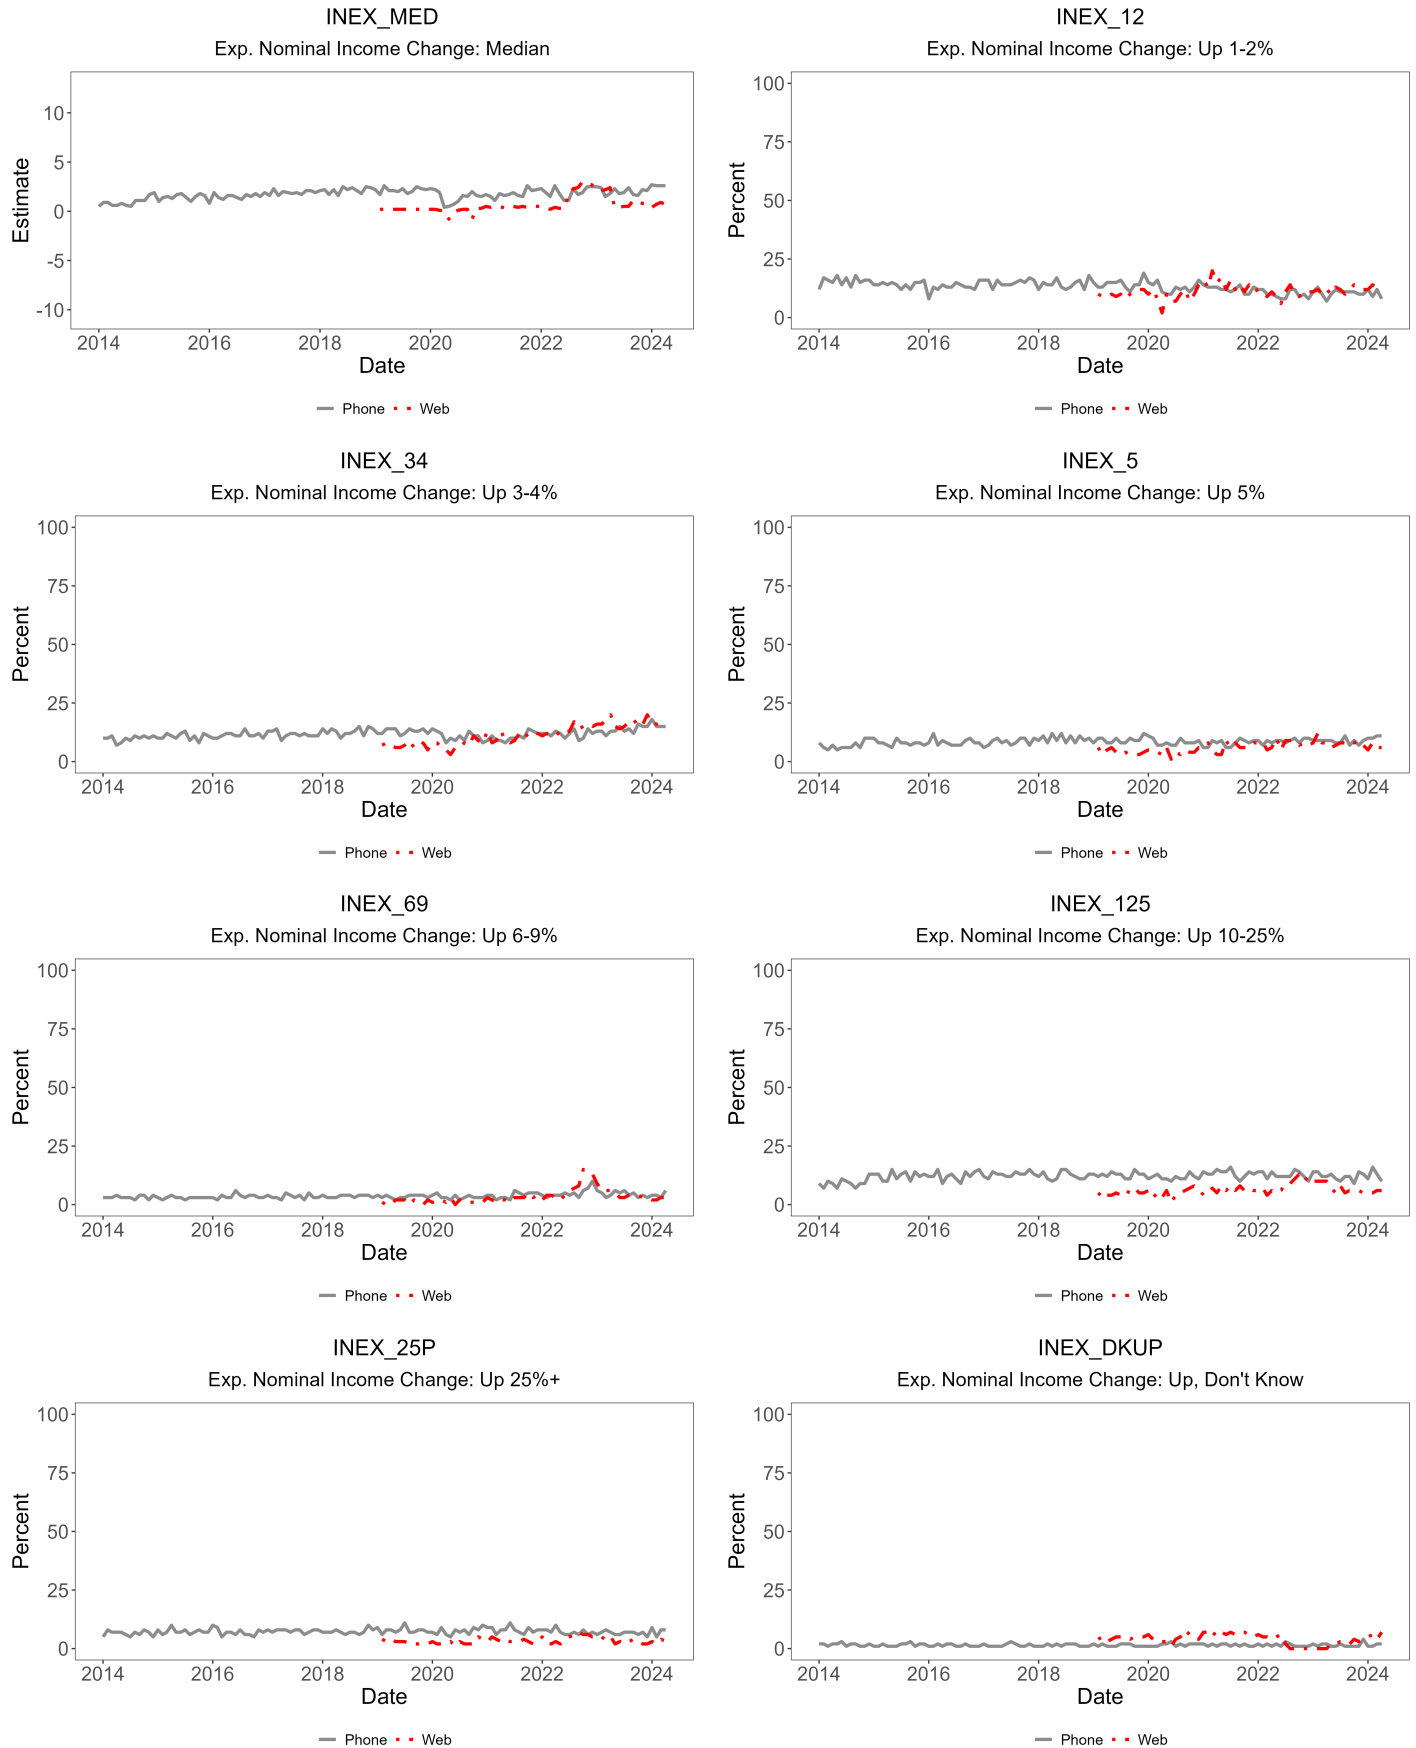 INEX_MED
Exp. Nominal Income Change: Median
Estimate
10
5
0
-5
-10
2014 2016 2018 2020 2022 2024
Date
Phone Web
INEX_12
Exp. Nominal Income Change: Up 1-2%
Percent
100
75
50
25
0
2014 2016 2018 2020 2022 2024
Date
Phone Web
INEX_34
Exp. Nominal Income Change: Up 3-4%
Percent
100
75
50
25
0
2014 2016 2018 2020 2022 2024
Date
Phone Web
INEX_5
Exp. Nominal Income Change: Up 5%
Percent
100
75
50
25
0
2014 2016 2018 2020 2022 2024
Date
Phone Web
INEX_69
Exp. Nominal Income Change: Up 6-9%
Percent
100
75
50
25
0
2014 2016 2018 2020 2022 2024
Date
Phone Web
INEX_125
Exp. Nominal Income Change: Up 10-25%
Percent
100
75
50
25
0
2014 2016 2018 2020 2022 2024
Date
Phone Web
INEX_25P
Exp. Nominal Income Change: Up 25%+
Percent
100
75
50
25
0
2014 2016 2018 2020 2022 2024
Date
Phone Web
INEX_DKUP
Exp. Nominal Income Change: Up, Don't Know
Percent
100
75
50
25
0
2014 2016 2018 2020 2022 2024
Date
Phone Web